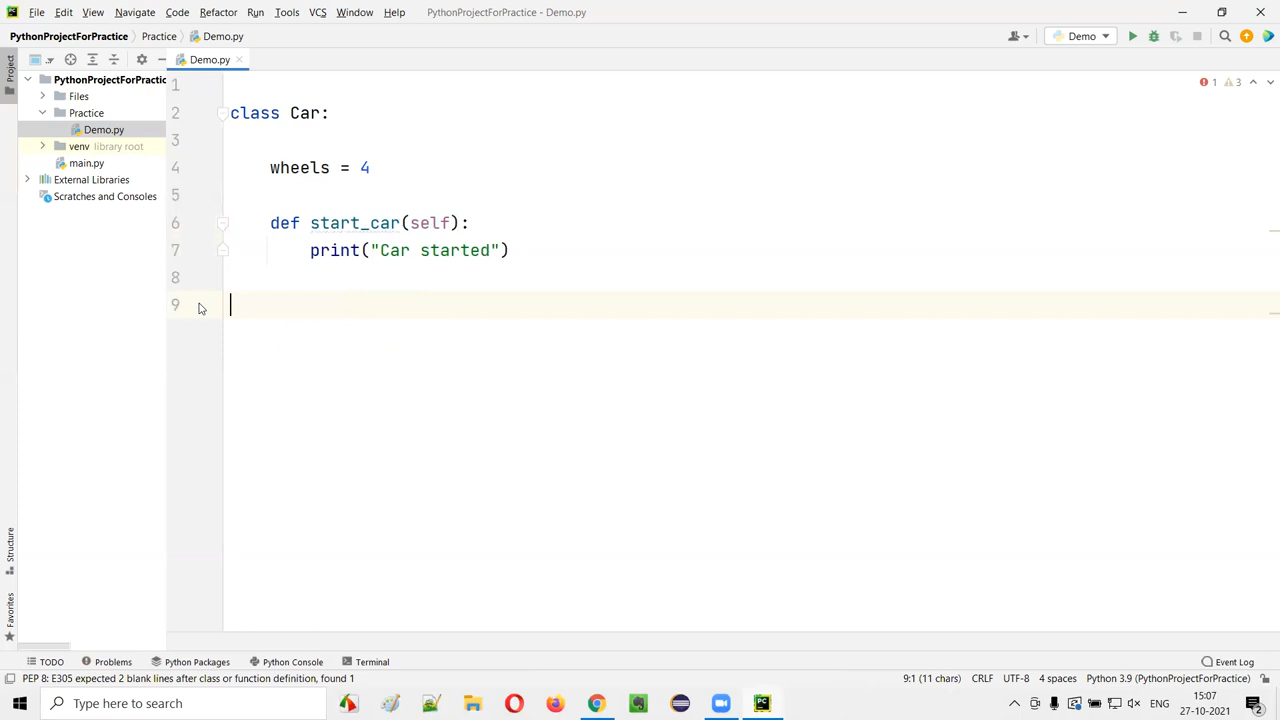 File Edit View Navigate Code Refactor Run Tools VCS Window Help PythonProjectForPractice - Demo.py
PythonProjectForPractice Practice Demo.py Demo
Demo.py
Project
PythonProjectForPractic
Files
Practice
Demo.py
venv library root
main.py
External Libraries
Scratches and Consoles
1 3
1
2 class Car:
3
4 wheels = 4
5
6 def start_car(self):
7 print("Car started")
8
9
Structure
Favorites
TODO Problems Python Packages Python Console Terminal Event Log
PEP 8: E305 expected 2 blank lines after class or function definition, found 1 9:1 (11 chars) CRLF UTF-8 4 spaces Python 3.9 (PythonProjectForPractice)
Type here to search ENG 15:07
27-10-2021 2